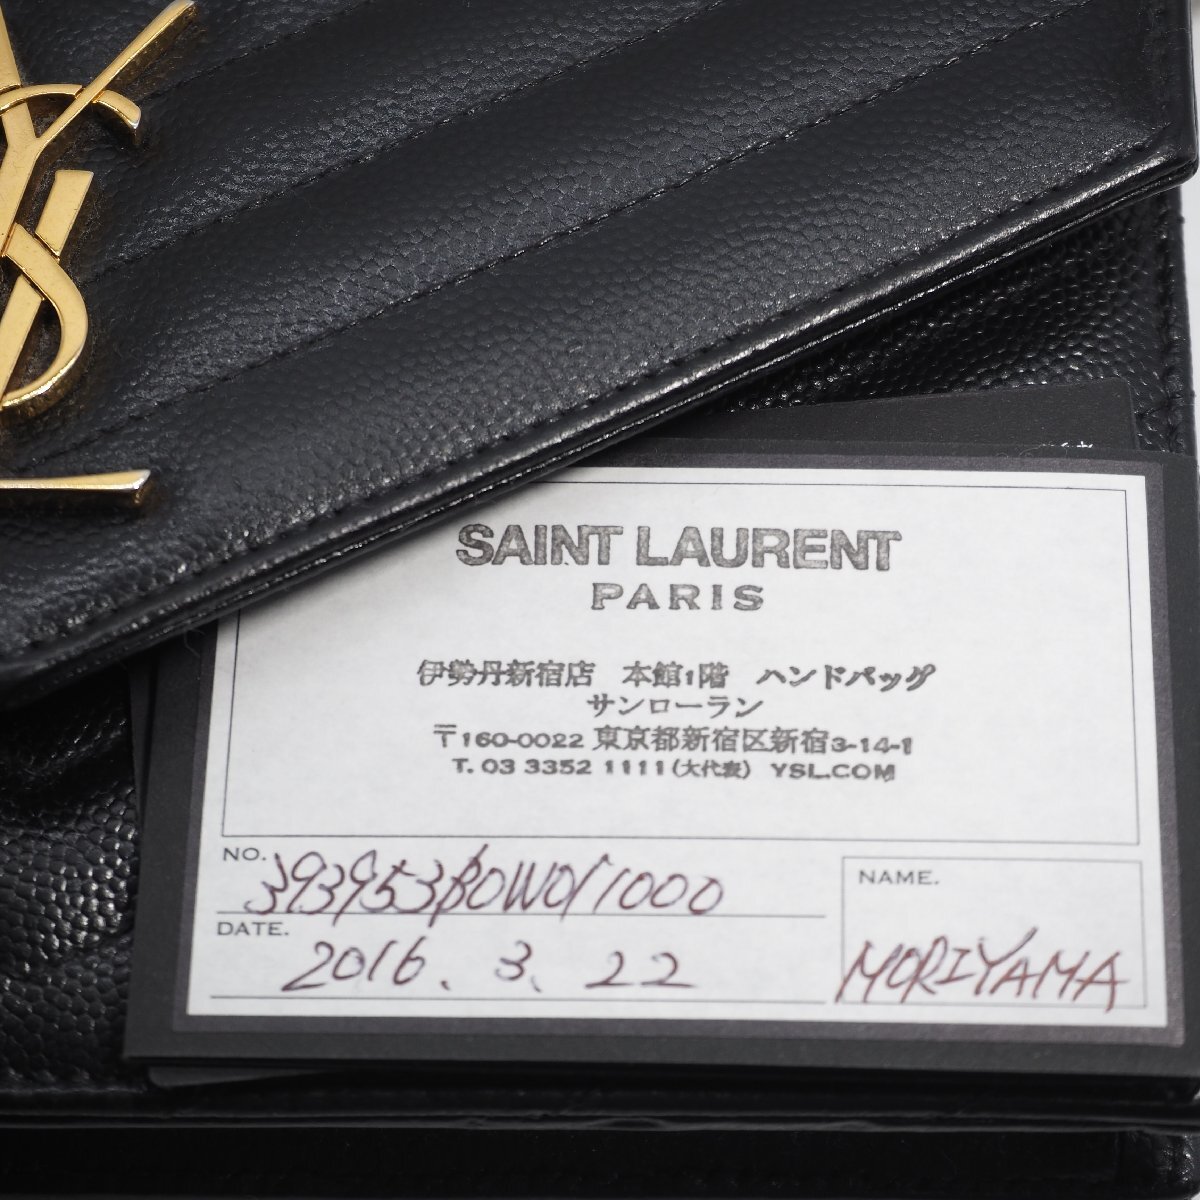 YSL
SAINT LAURENT
PARIS
伊勢丹新宿店 本館1階 ハンドバッグ
サンローラン
〒160-0022 東京都新宿区新宿3-14-1
T. 03 3352 1111(大代表) YSL.COM
NO. 393953BOW01 1000
DATE. 2016. 3. 22
NAME.
MORIYAMA